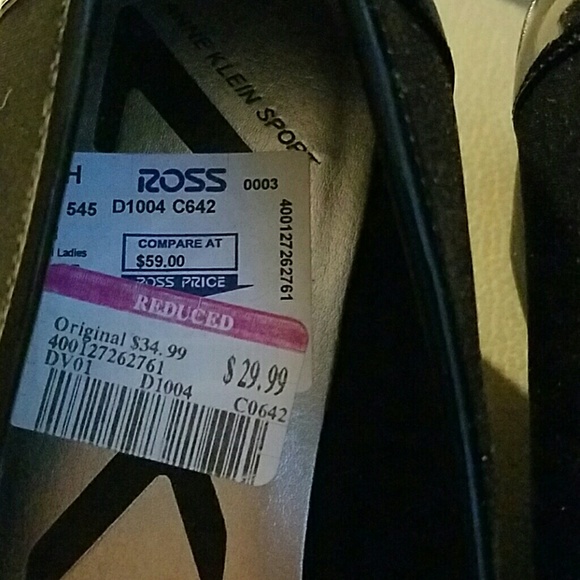 ANNE KLEIN SPORT
H ROSS 0003
545 D1004 C642
400127262761
Ladies
COMPARE AT
$59.00
ROSS PRICE
REDUCED
Original $34.99
400127262761
$29.99
DV01 D1004 C0642